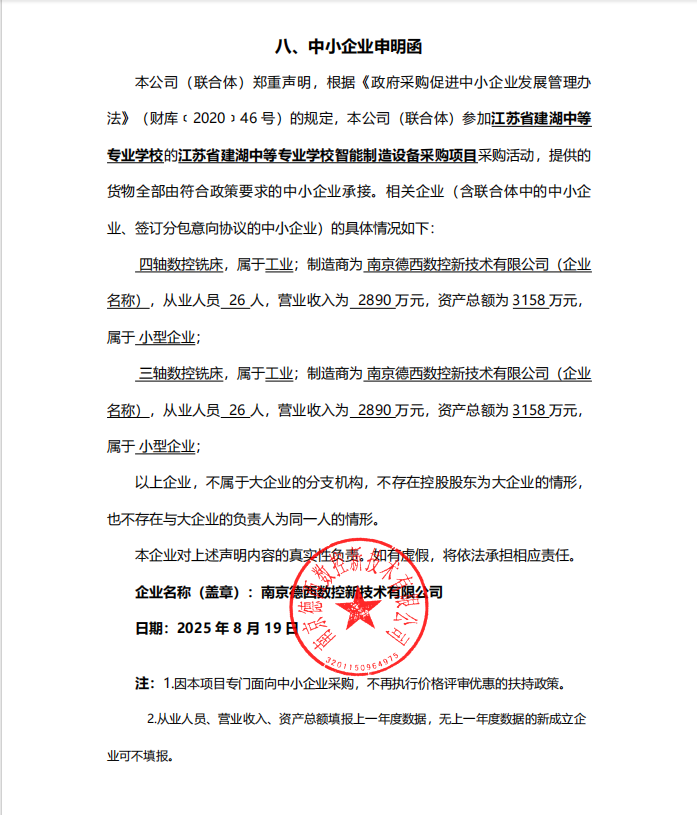 八、中小企业申明函
本公司（联合体）郑重声明，根据《政府采购促进中小企业发展管理办
法》（财库﹝2020﹞46 号）的规定，本公司（联合体）参加江苏省建湖中等
专业学校的江苏省建湖中等专业学校智能制造设备采购项目采购活动，提供的
货物全部由符合政策要求的中小企业承接。相关企业（含联合体中的中小企
业、签订分包意向协议的中小企业）的具体情况如下：
四轴数控铣床，属于工业；制造商为 南京德西数控新技术有限公司（企业
名称），从业人员 26 人，营业收入为 2890 万元，资产总额为 3158 万元，
属于 小型企业；
三轴数控铣床，属于工业；制造商为 南京德西数控新技术有限公司（企业
名称），从业人员 26 人，营业收入为 2890 万元，资产总额为 3158 万元，
属于 小型企业；
以上企业，不属于大企业的分支机构，不存在控股股东为大企业的情形，
也不存在与大企业的负责人为同一人的情形。
本企业对上述声明内容的真实性负责。如有虚假，将依法承担相应责任。
企业名称（盖章）：南京德西数控新技术有限公司
日期：2025 年 8 月 19 日
南京德西数控新技术有限公司
3201150964975
注：1.因本项目专门面向中小企业采购，不再执行价格评审优惠的扶持政策。
2.从业人员、营业收入、资产总额填报上一年度数据，无上一年度数据的新成立企
业可不填报。